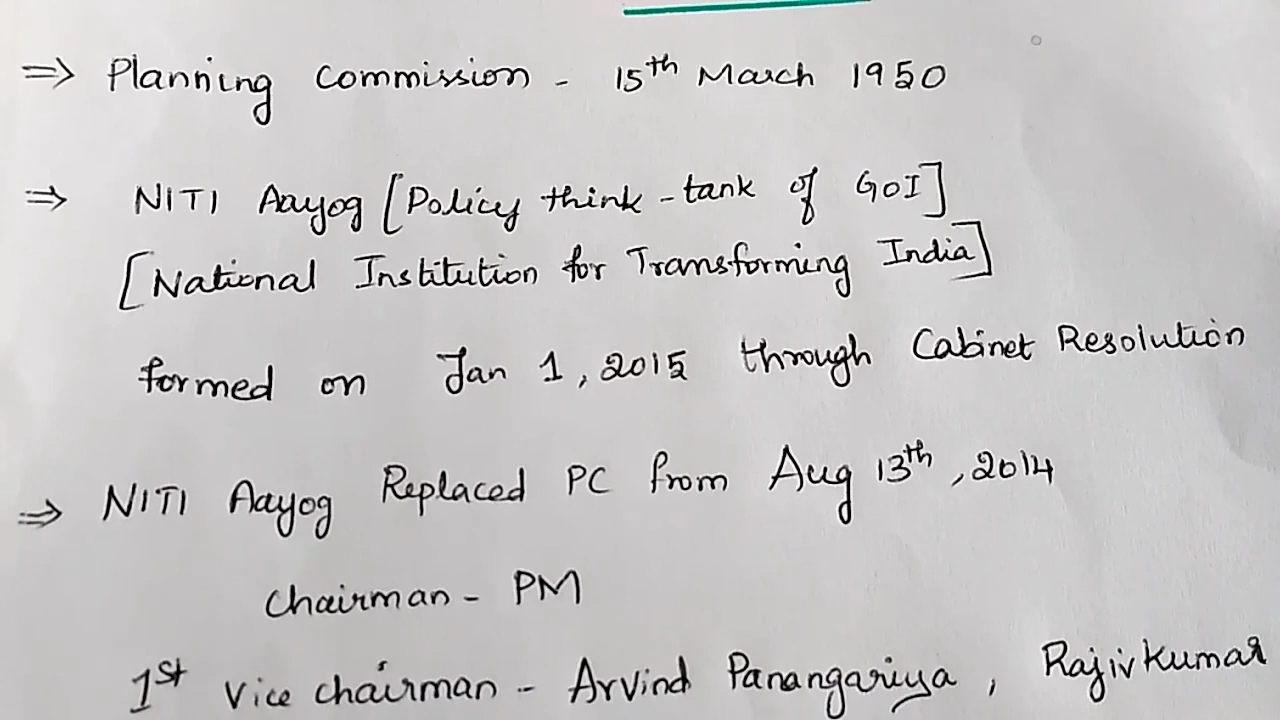 ⇒ Planning Commission - 15th March 1950
⇒ NITI Aayog [Policy think-tank of GOI]
[National Institution for Transforming India]
formed on Jan 1, 2015 through Cabinet Resolution
⇒ NITI Aayog Replaced PC from Aug 13th, 2014
Chairman - PM
1st Vice chairman - Arvind Panangariya, Rajiv Kumar